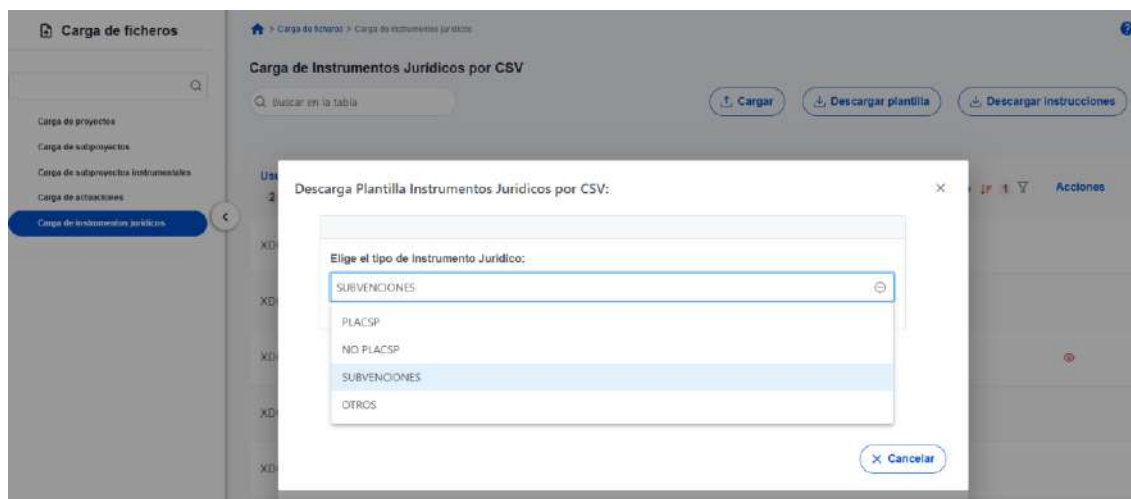 Carga de ficheros
> Carga de ficheros > Carga de instrumentos jurídicos
Carga de Instrumentos Jurídicos por CSV
Buscar en la tabla
Cargar
Descargar plantilla
Descargar Instrucciones
Carga de proyectos
Carga de subproyectos
Carga de subproyectos instrumentales
Carga de actuaciones
Carga de instrumentos jurídicos
Descarga Plantilla Instrumentos Jurídicos por CSV:
1
Acciones
2
Elige el tipo de Instrumento Jurídico:
SUBVENCIONES
PLACSP
NO PLACSP
SUBVENCIONES
OTROS
Cancelar